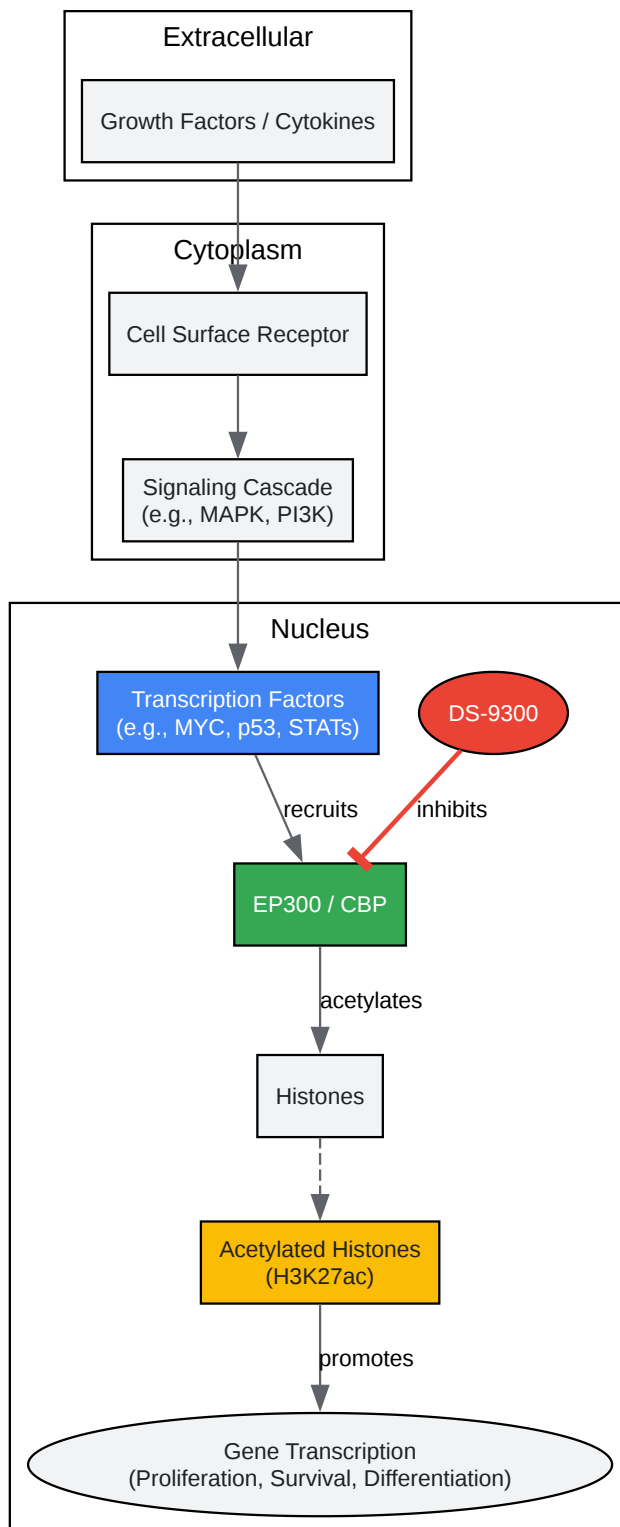 Extracellular
Growth Factors / Cytokines
Cytoplasm
Cell Surface Receptor
Signaling Cascade
(e.g., MAPK, PI3K)
Nucleus
Transcription Factors
(e.g., MYC, p53, STATs)
DS-9300
recruits
inhibits
EP300 / CBP
acetylates
Histones
Acetylated Histones
(H3K27ac)
promotes
Gene Transcription
(Proliferation, Survival, Differentiation)